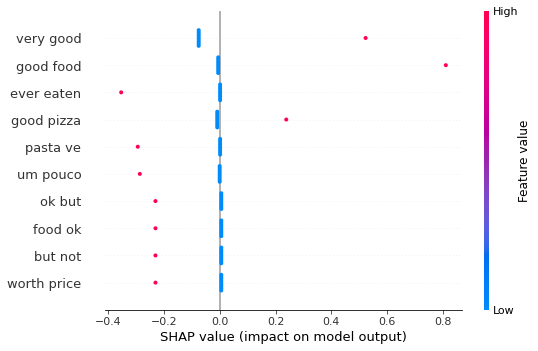 High
very good
good food
ever eaten
good pizza
pasta ve
um pouco
ok but
food ok
but not
worth price
Feature value
Low
−0.4 −0.2 0.0 0.2 0.4 0.6 0.8
SHAP value (impact on model output)